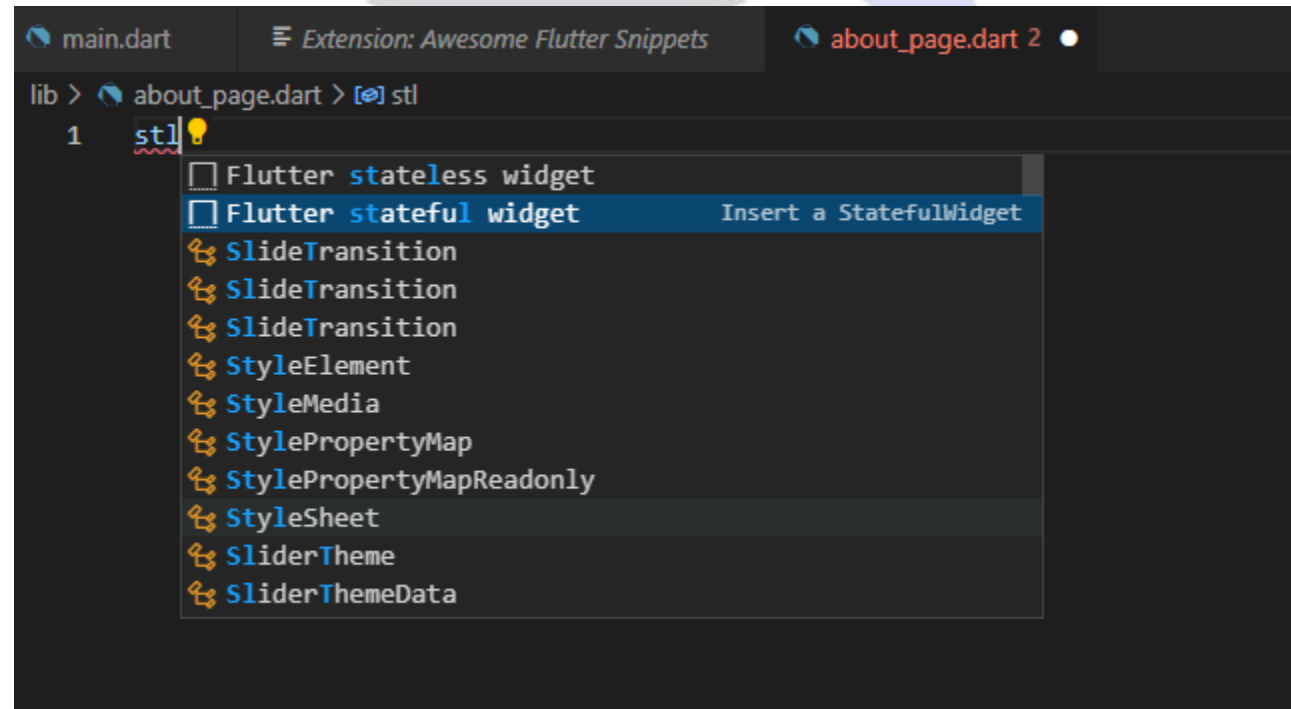 main.dart Extension: Awesome Flutter Snippets about_page.dart 2
lib > about_page.dart > stl
1 stl
Flutter stateless widget
Flutter stateful widget Insert a StatefulWidget
SlideTransition
SlideTransition
SlideTransition
StyleElement
StyleMedia
StylePropertyMap
StylePropertyMapReadonly
StyleSheet
SliderTheme
SliderThemeData